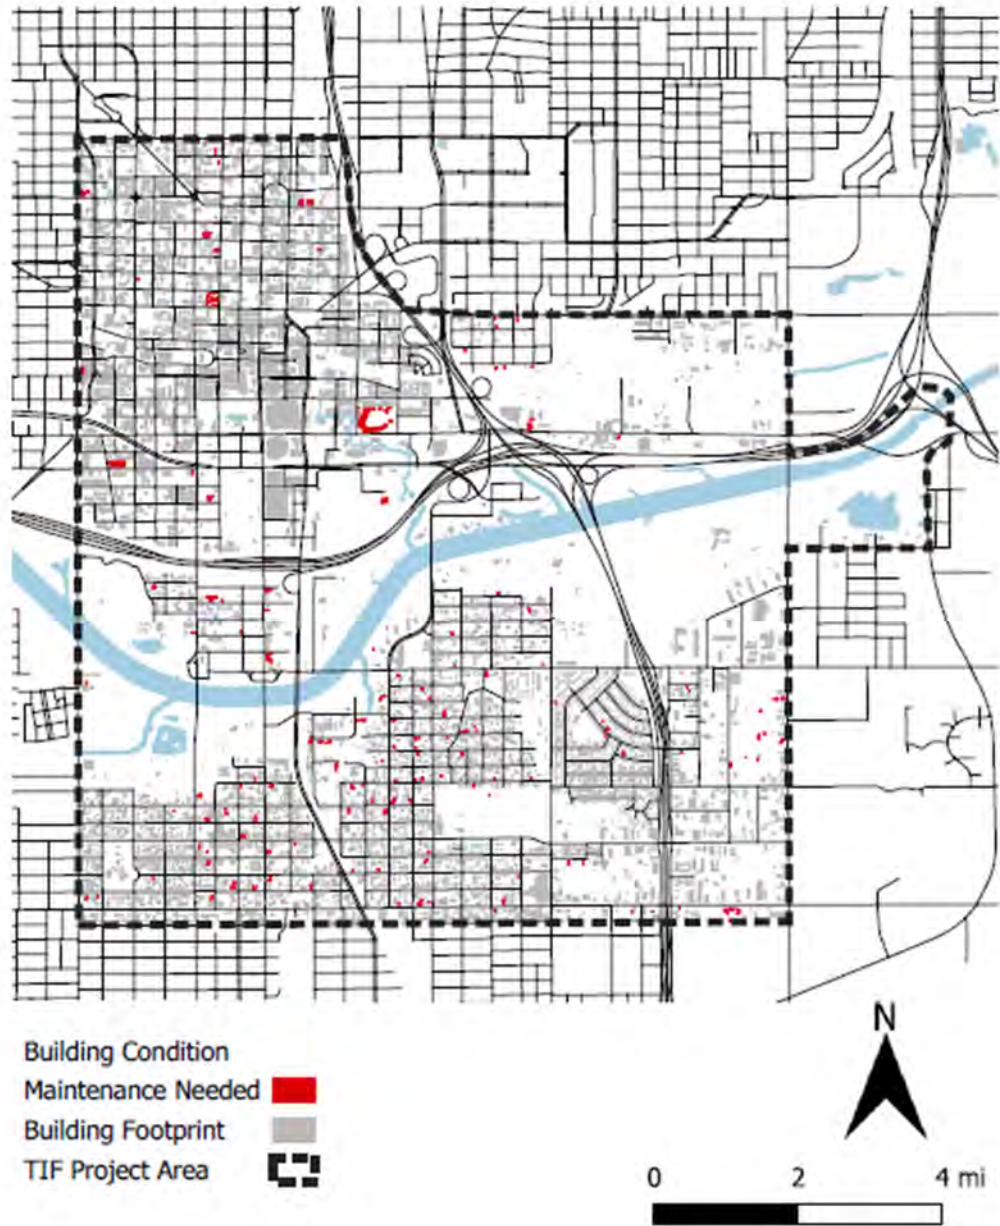 Building Condition
Maintenance Needed
Building Footprint
TIF Project Area
N
0 2 4 mi